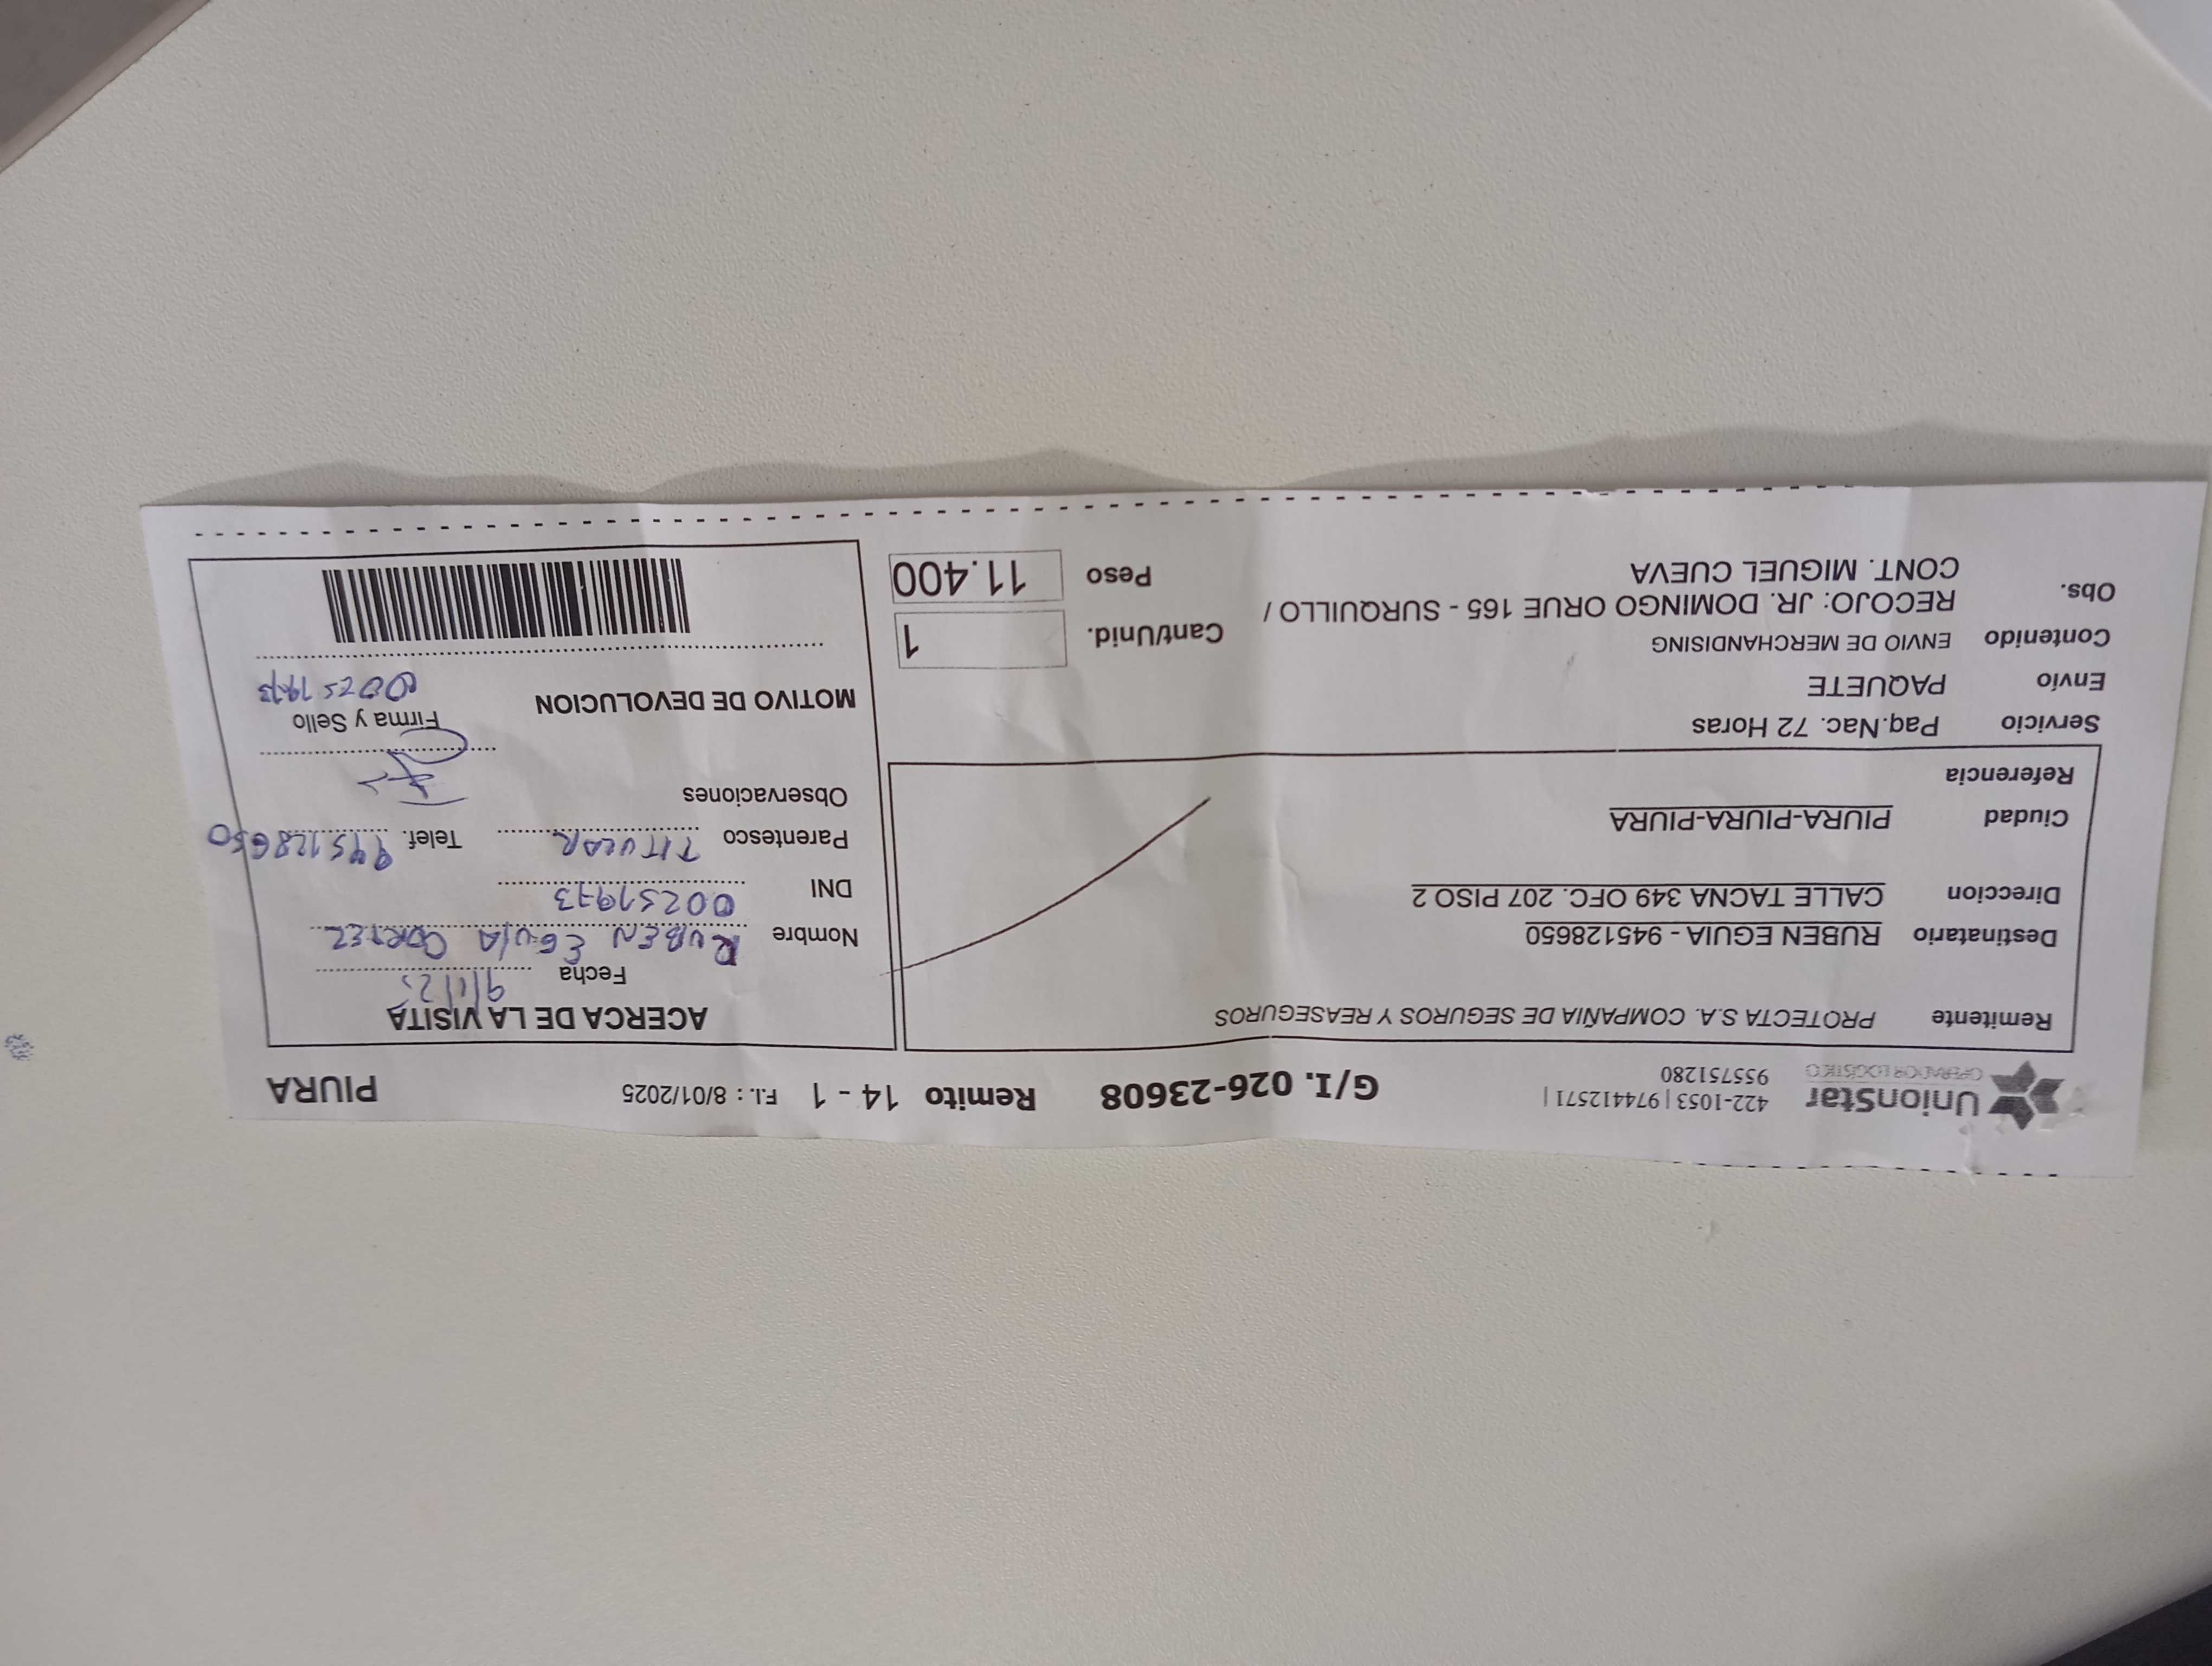 UnionStar
OPERADOR LOGÍSTICO
422-1053 | 974412571 |
955751280
G/I. 026-23608
Remito 14 - 1
F.I. : 8/01/2025
PIURA
Remitente PROTECTA S.A. COMPAÑIA DE SEGUROS Y REASEGUROS
Destinatario RUBEN EGUIA - 945128650
Direccion CALLE TACNA 349 OFC. 207 PISO 2
Ciudad PIURA-PIURA-PIURA
Referencia
Servicio Paq.Nac. 72 Horas
Envío PAQUETE
Contenido ENVIO DE MERCHANDISING
Obs. RECOJO: JR. DOMINGO ORUE 165 - SURQUILLO /
CONT. MIGUEL CUEVA
Cant/Unid. 1
Peso 11.400
ACERCA DE LA VISITA
Fecha 9/1/25
Nombre RUBEN EGUIA CORTEZ
DNI 00251973
Parentesco TITULAR Telef. 945128650
Observaciones
Firma y Sello
00251973
MOTIVO DE DEVOLUCION